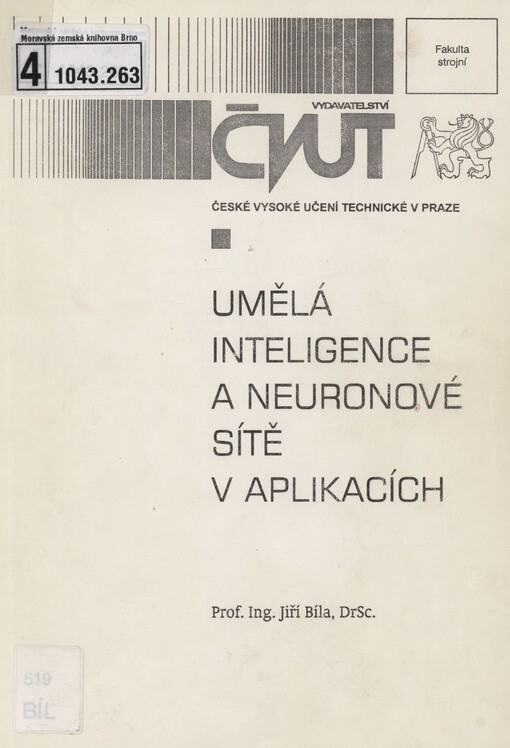 Moravská zemská knihovna Brno
4 1043.263
Fakulta
strojní
VYDAVATELSTVÍ
ČVUT
ČESKÉ VYSOKÉ UČENÍ TECHNICKÉ V PRAZE
UMĚLÁ
INTELIGENCE
A NEURONOVÉ
SÍTĚ
V APLIKACÍCH
Prof. Ing. Jiří Bíla, DrSc.
519
BÍL